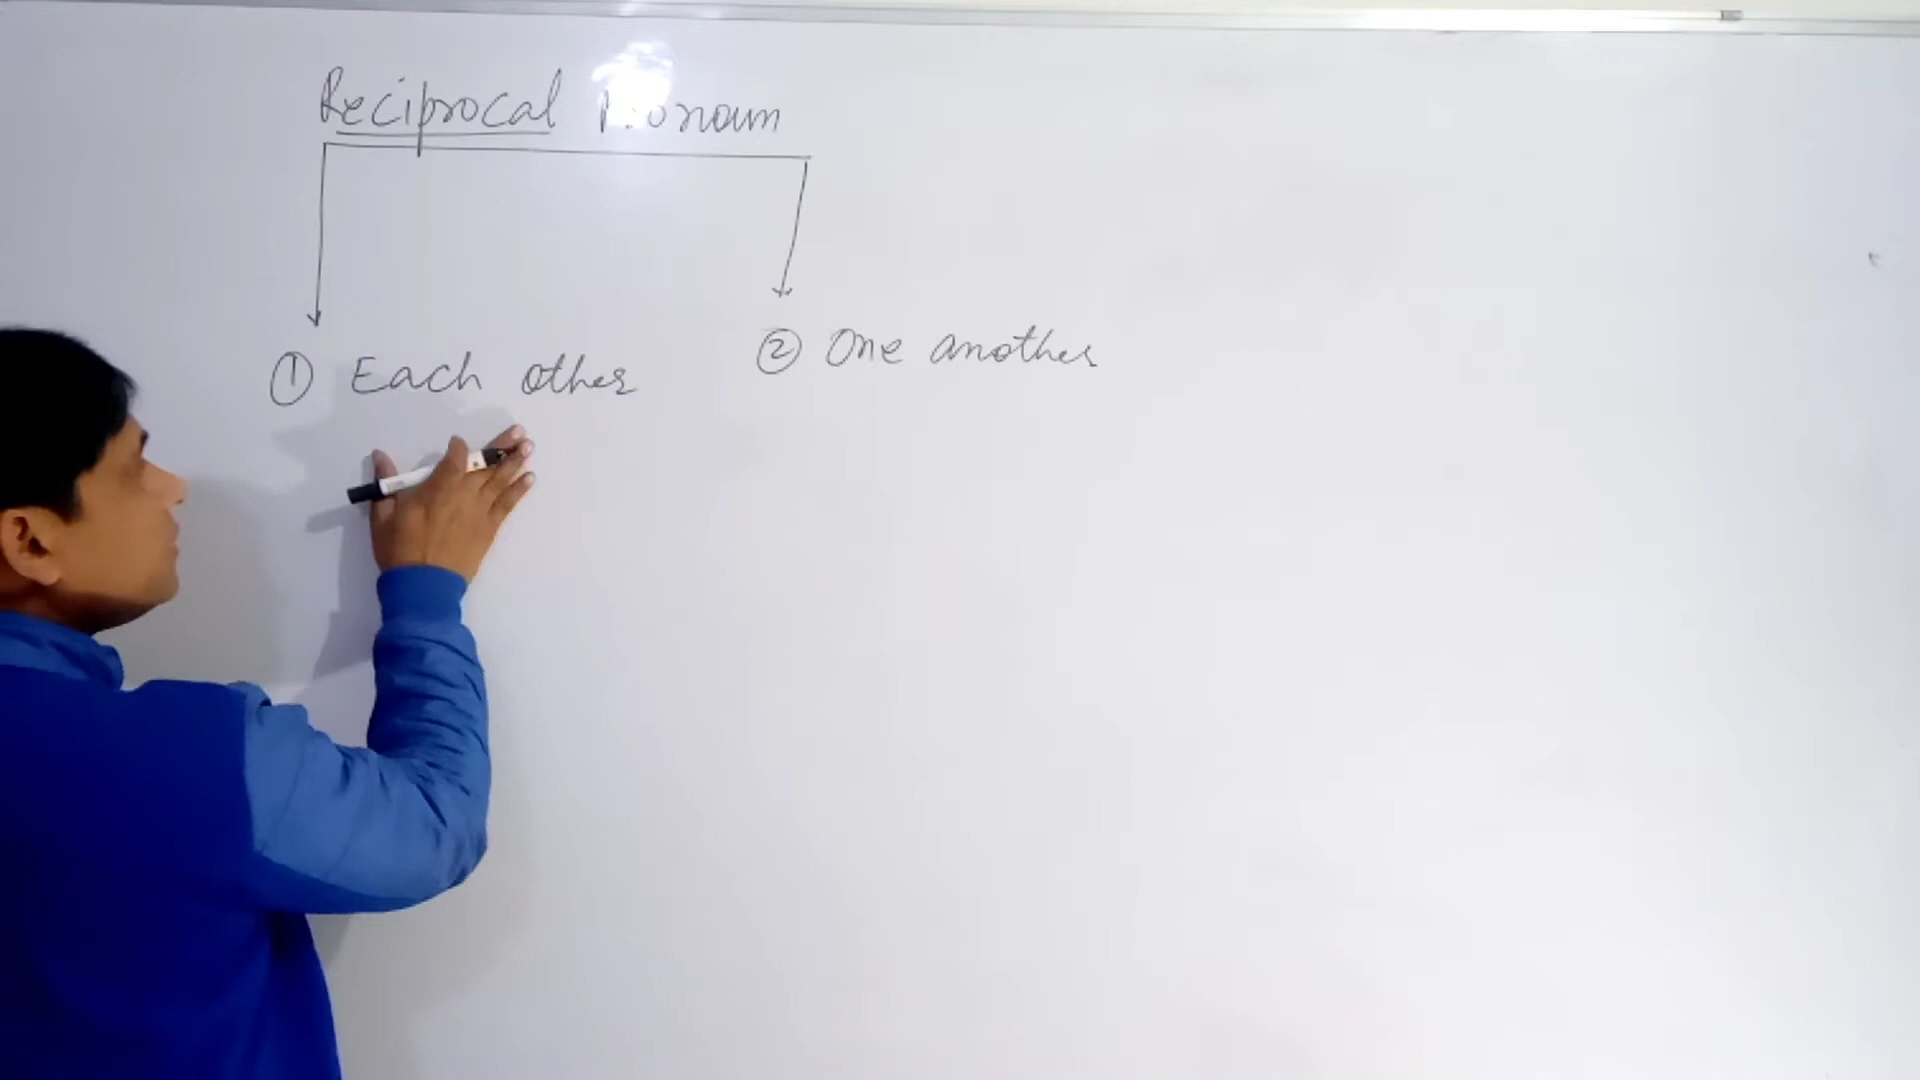 Reciprocal Pronoun
① Each other
② One another